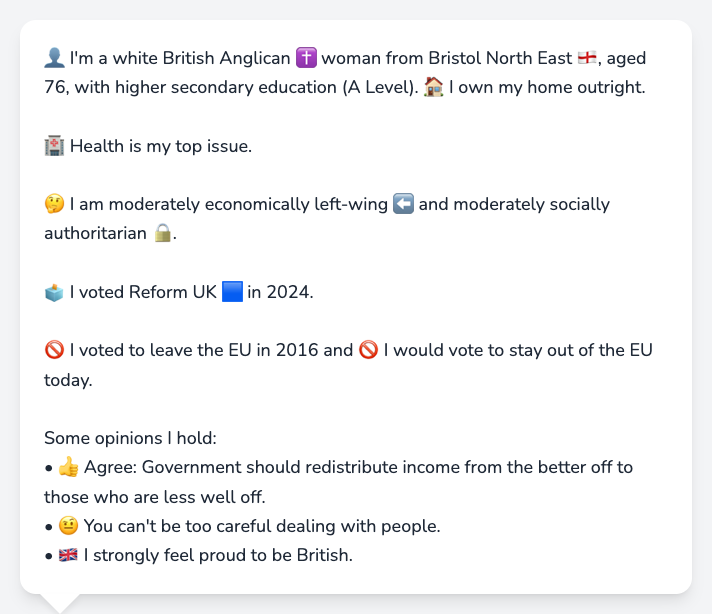 👤 I'm a white British Anglican ✝️ woman from Bristol North East 🏴󠁧󠁢󠁥󠁮󠁧󠁿, aged
76, with higher secondary education (A Level). 🏠 I own my home outright.
🏥 Health is my top issue.
🤔 I am moderately economically left-wing ⬅️ and moderately socially
authoritarian 🔒.
🗳️ I voted Reform UK 🟦 in 2024.
🚫 I voted to leave the EU in 2016 and 🚫 I would vote to stay out of the EU
today.
Some opinions I hold:
• 👍 Agree: Government should redistribute income from the better off to
those who are less well off.
• 🤨 You can't be too careful dealing with people.
• 🇬🇧 I strongly feel proud to be British.